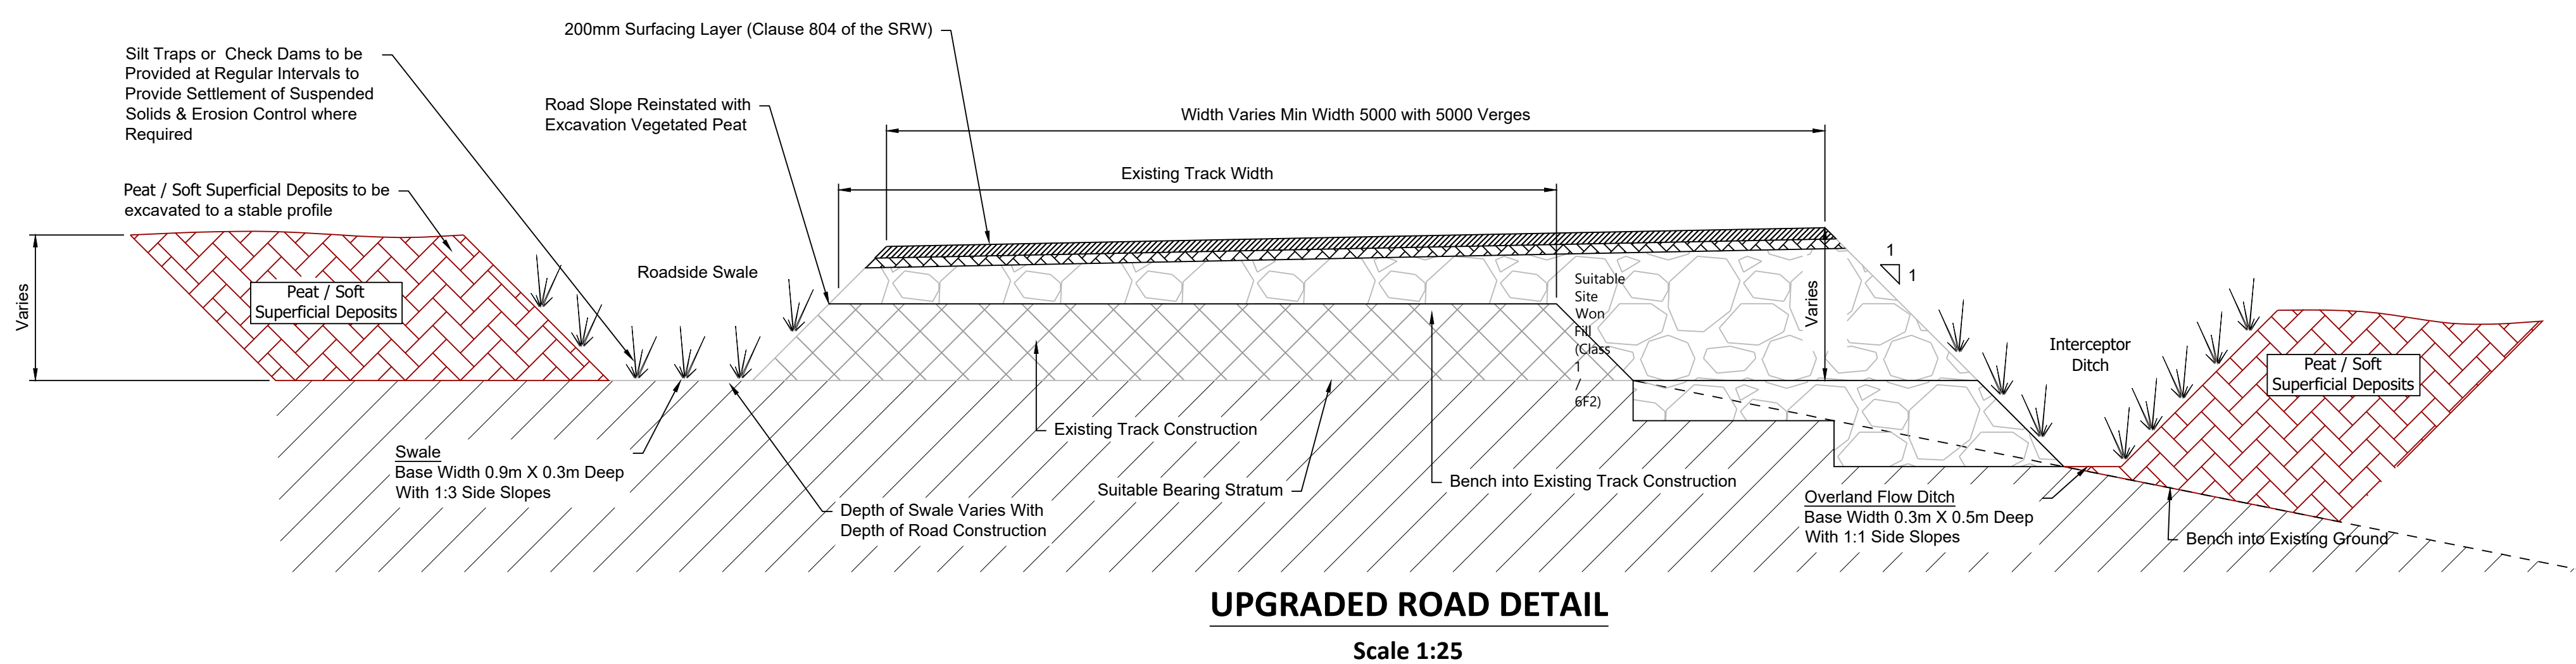 200mm Surfacing Layer (Clause 804 of the SRW)
Silt Traps or  Check Dams to be
Provided at Regular Intervals to
Provide Settlement of Suspended
Solids & Erosion Control where
Required
Road Slope Reinstated with
Excavation Vegetated Peat
Width Varies Min Width 5000 with 5000 Verges
Existing Track Width
Peat / Soft Superficial Deposits to be
excavated to a stable profile
Varies
Peat / Soft
Superficial Deposits
Roadside Swale
Suitable
Site
Won
Fill
(Class
1
/
6F2)
Varies
1
1
Interceptor
Ditch
Peat / Soft
Superficial Deposits
Swale
Base Width 0.9m X 0.3m Deep
With 1:3 Side Slopes
Existing Track Construction
Depth of Swale Varies With
Depth of Road Construction
Suitable Bearing Stratum
Bench into Existing Track Construction
Overland Flow Ditch
Base Width 0.3m X 0.5m Deep
With 1:1 Side Slopes
Bench into Existing Ground
UPGRADED ROAD DETAIL
Scale 1:25